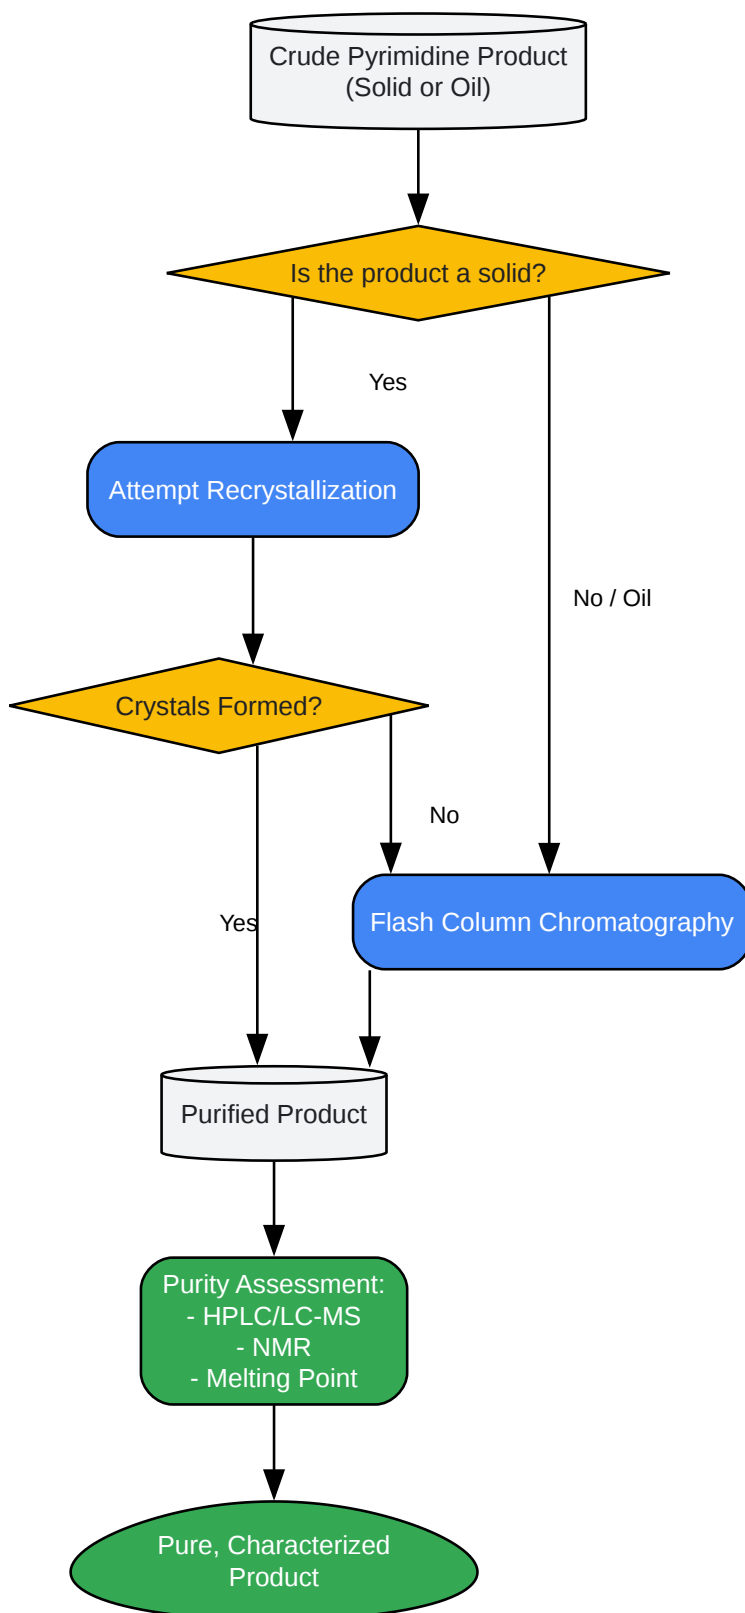 Crude Pyrimidine Product
(Solid or Oil)
Is the product a solid?
Yes
Attempt Recrystallization
No / Oil
Crystals Formed?
No
Flash Column Chromatography
Yes
Purified Product
Purity Assessment:
- HPLC/LC-MS
- NMR
- Melting Point
Pure, Characterized
Product